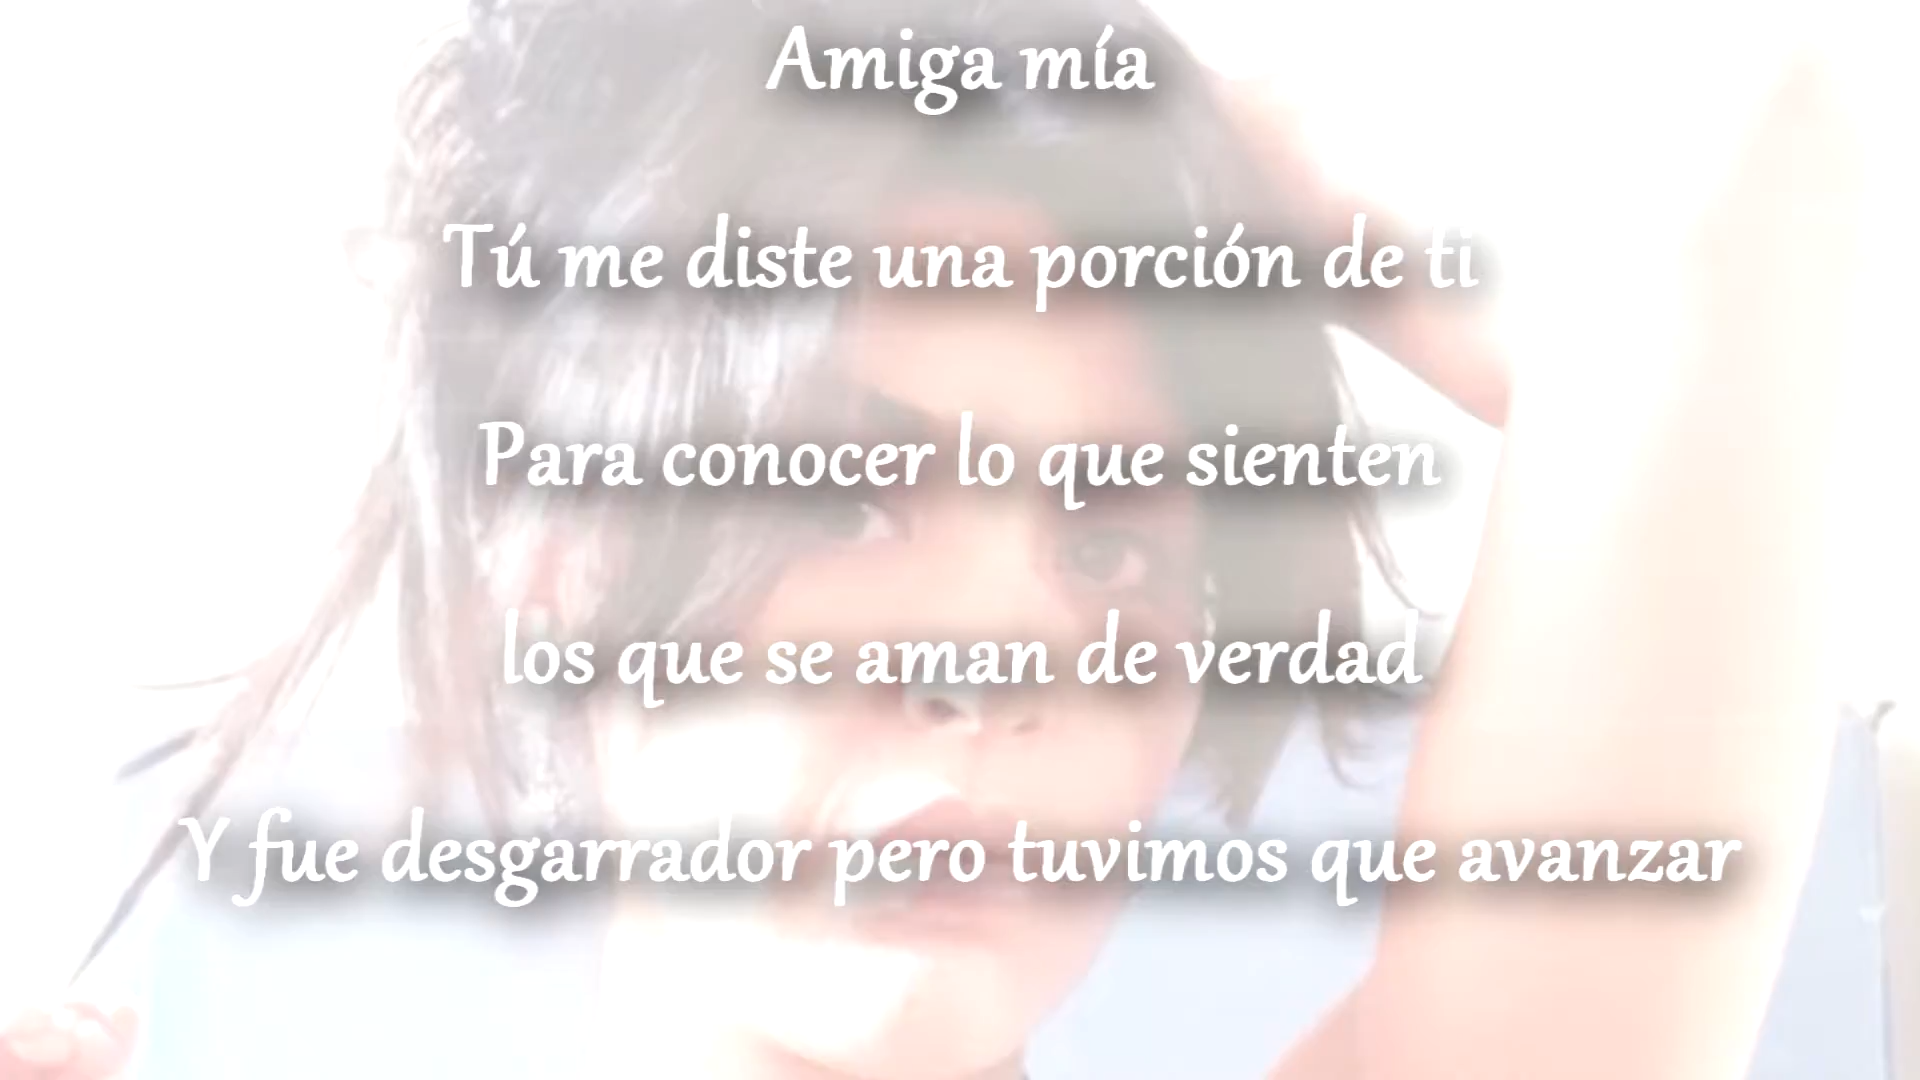 Amiga mía
Tú me diste una porción de ti
Para conocer lo que sienten
los que se aman de verdad
Y fue desgarrador pero tuvimos que avanzar